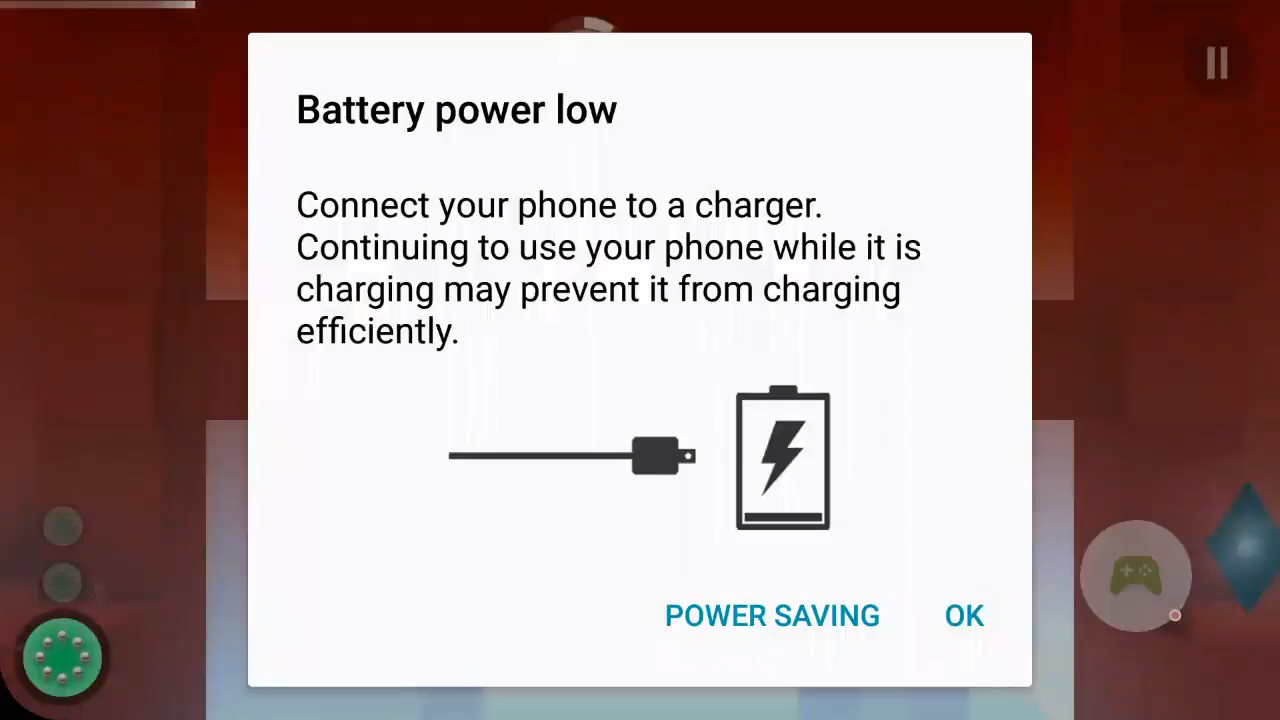 Battery power low
Connect your phone to a charger.
Continuing to use your phone while it is
charging may prevent it from charging
efficiently.
POWER SAVING OK